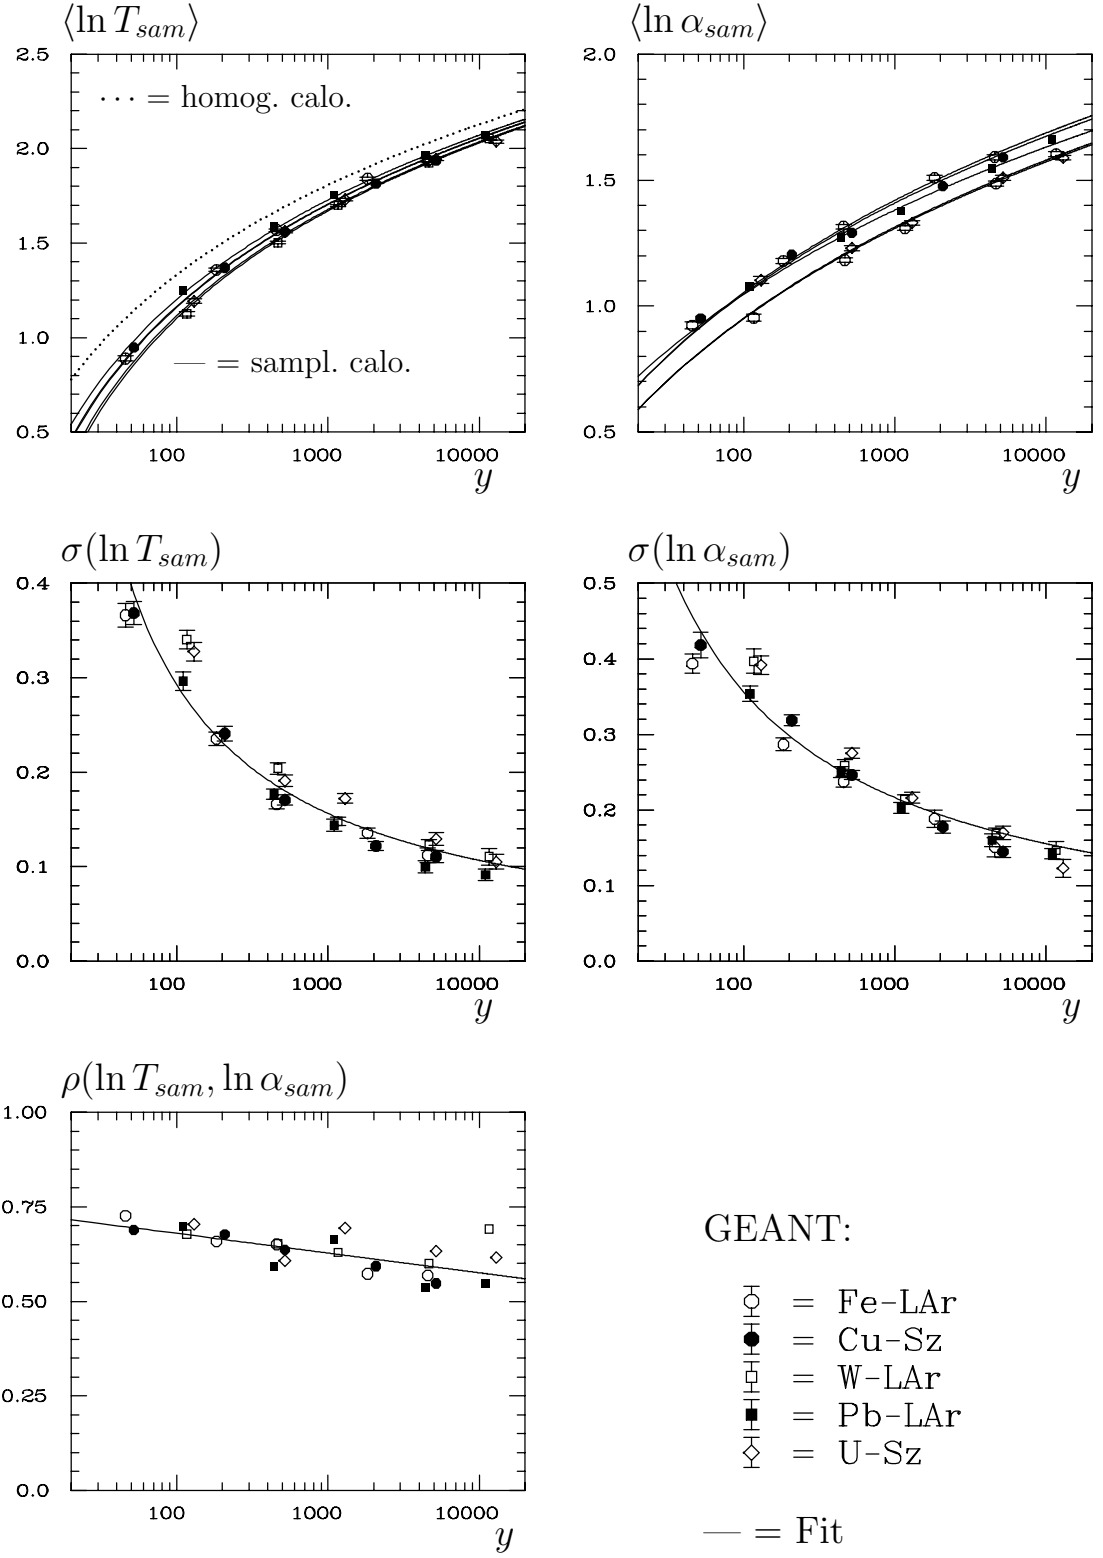 ⟨ln T_sam⟩
2.5
2.0
1.5
1.0
0.5
··· = homog. calo.
— = sampl. calo.
100 1000 10000
y
⟨ln α_sam⟩
2.0
1.5
1.0
0.5
100 1000 10000
y
σ(ln T_sam)
0.4
0.3
0.2
0.1
0.0
100 1000 10000
y
σ(ln α_sam)
0.5
0.4
0.3
0.2
0.1
0.0
100 1000 10000
y
ρ(ln T_sam, ln α_sam)
1.00
0.75
0.50
0.25
0.0
100 1000 10000
y
GEANT:
= Fe-LAr
= Cu-Sz
= W-LAr
= Pb-LAr
= U-Sz
— = Fit